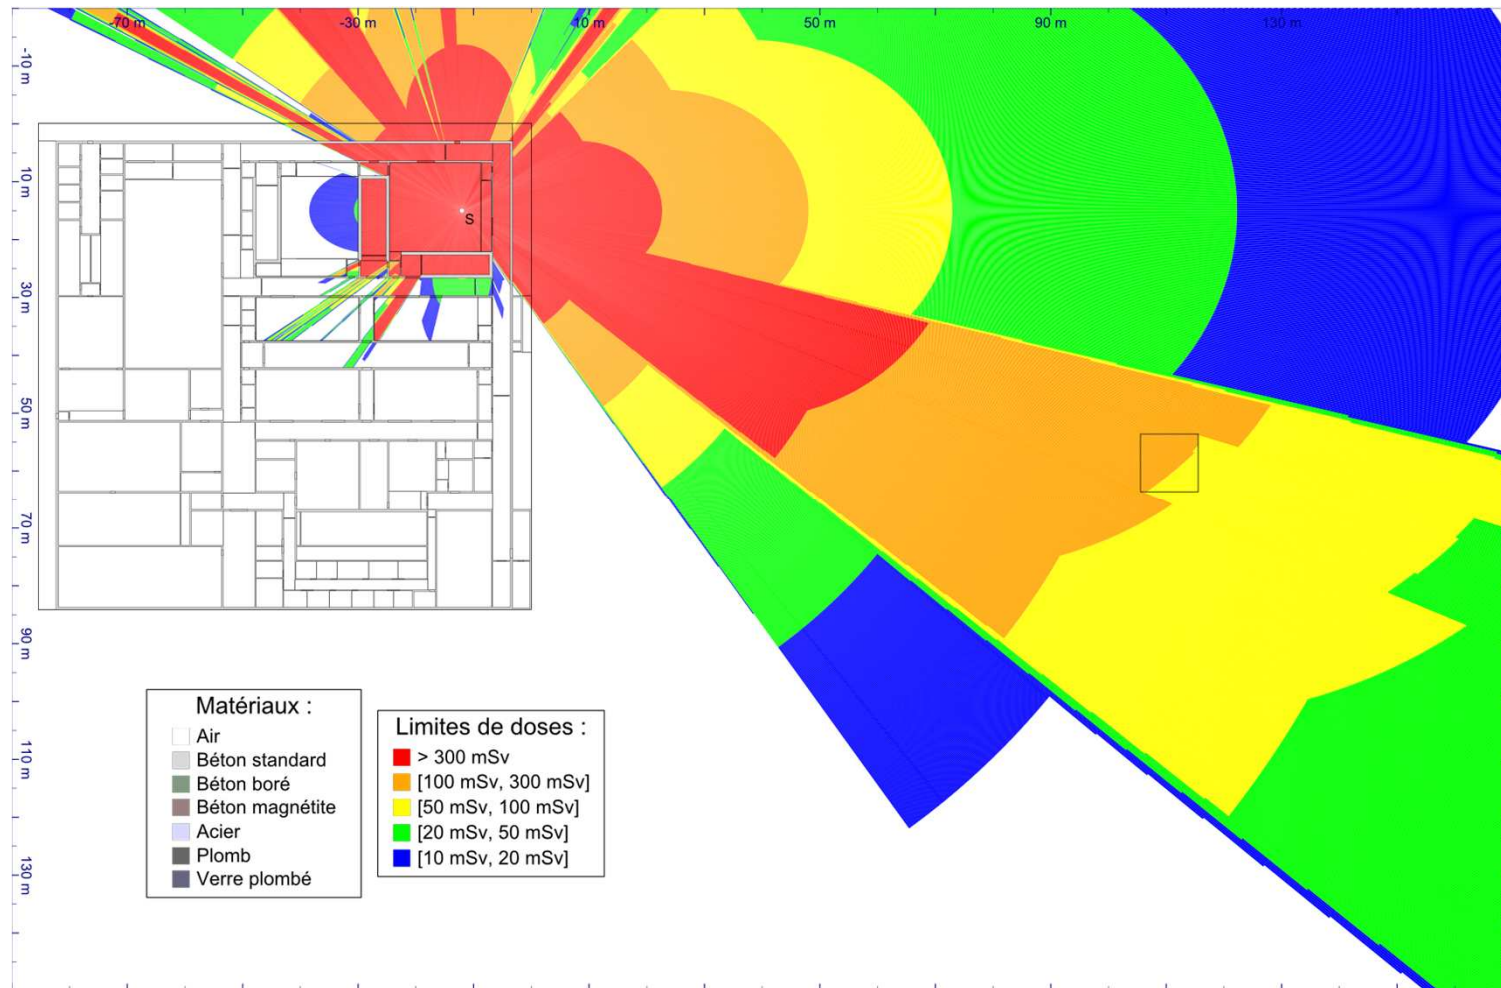 -70 m
-30 m
10 m
50 m
90 m
130 m
-10 m
10 m
30 m
50 m
70 m
90 m
110 m
130 m
S
Matériaux :
Air
Béton standard
Béton boré
Béton magnétite
Acier
Plomb
Verre plombé
Limites de doses :
> 300 mSv
[100 mSv, 300 mSv]
[50 mSv, 100 mSv]
[20 mSv, 50 mSv]
[10 mSv, 20 mSv]